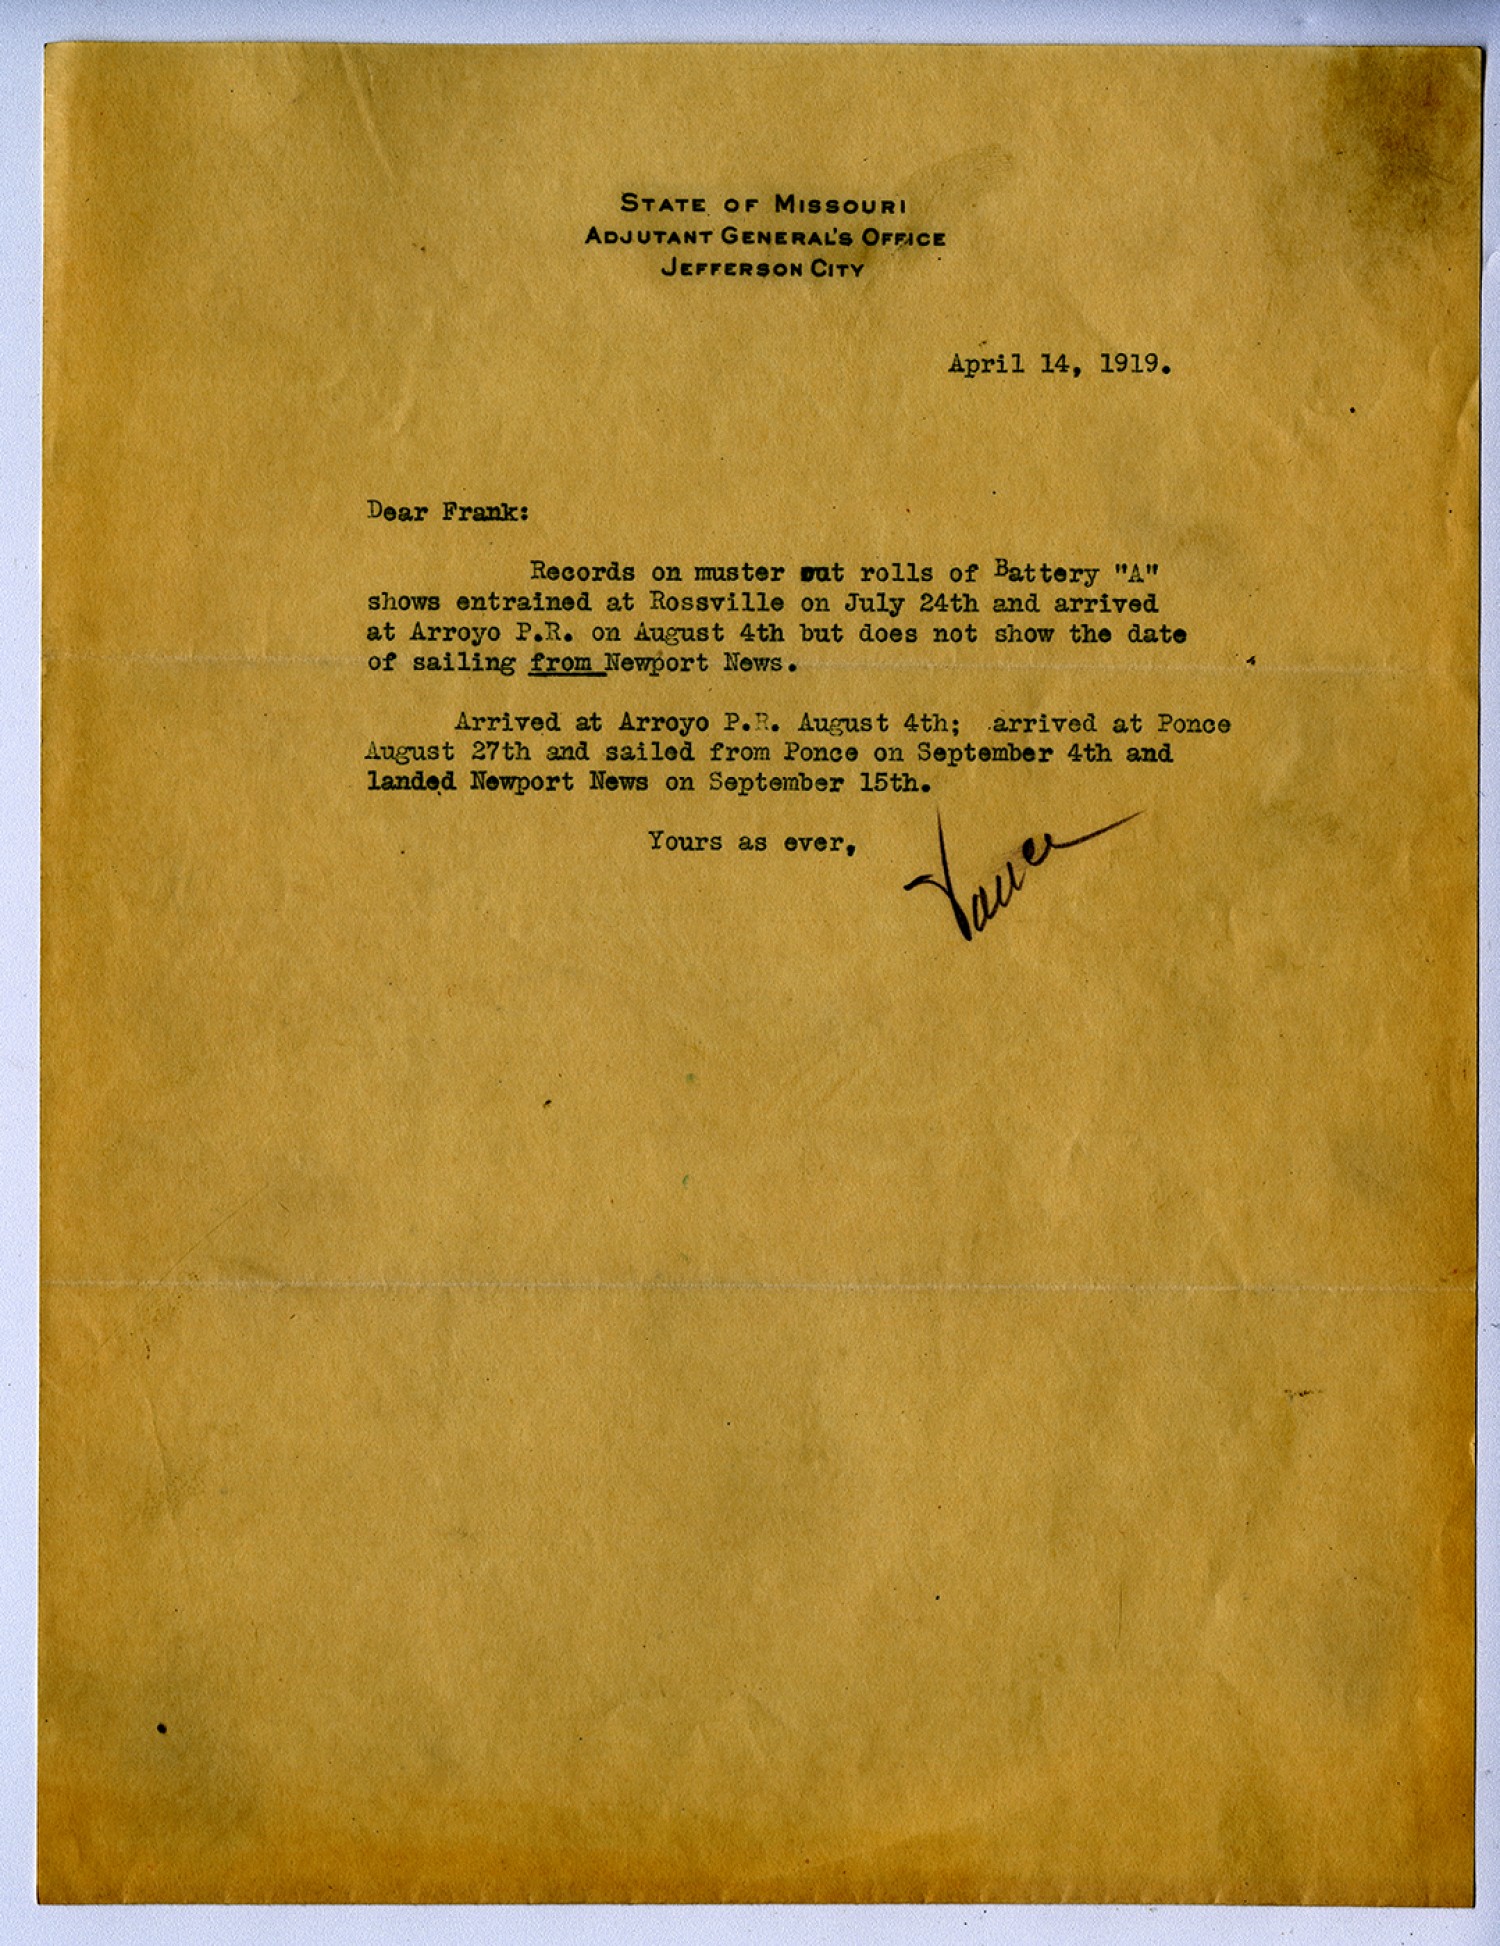 STATE OF MISSOURI
ADJUTANT GENERAL'S OFFICE
JEFFERSON CITY
April 14, 1919.
Dear Frank:
Records on muster out rolls of Battery "A"
shows entrained at Rossville on July 24th and arrived
at Arroyo P.R. on August 4th but does not show the date
of sailing from Newport News.
Arrived at Arroyo P.R. August 4th; arrived at Ponce
August 27th and sailed from Ponce on September 4th and
landed Newport News on September 15th.
Yours as ever,
Vance